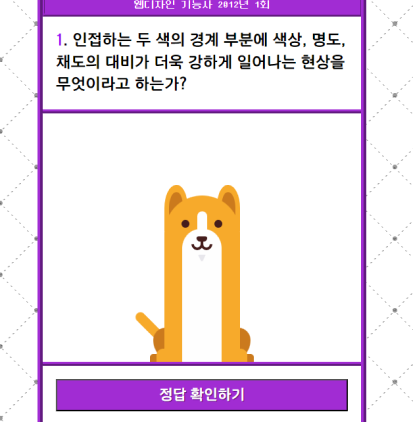 웹디자인 기능사 2012년 1회
1. 인접하는 두 색의 경계 부분에 색상, 명도,
채도의 대비가 더욱 강하게 일어나는 현상을
무엇이라고 하는가?
정답 확인하기